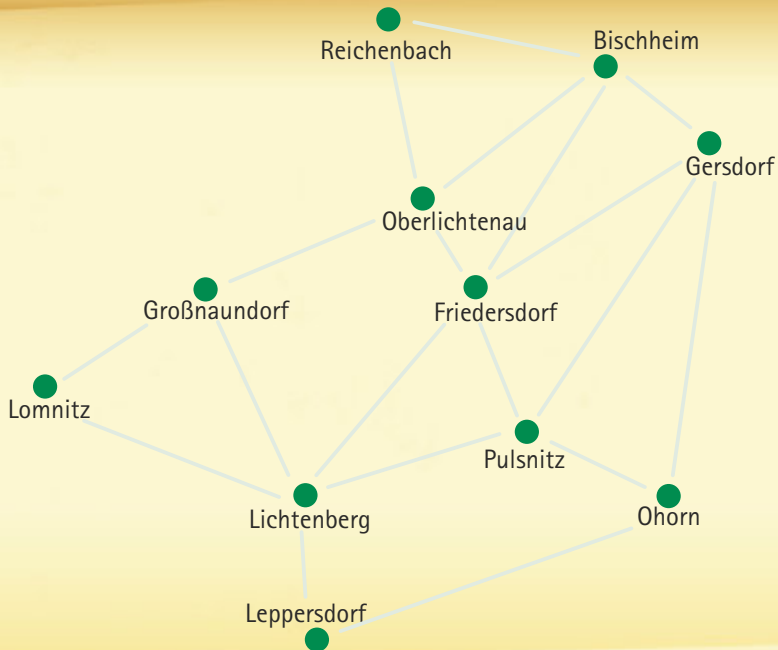 Reichenbach
Bischheim
Gersdorf
Oberlichtenau
Großnaundorf
Friedersdorf
Lomnitz
Pulsnitz
Lichtenberg
Ohorn
Leppersdorf